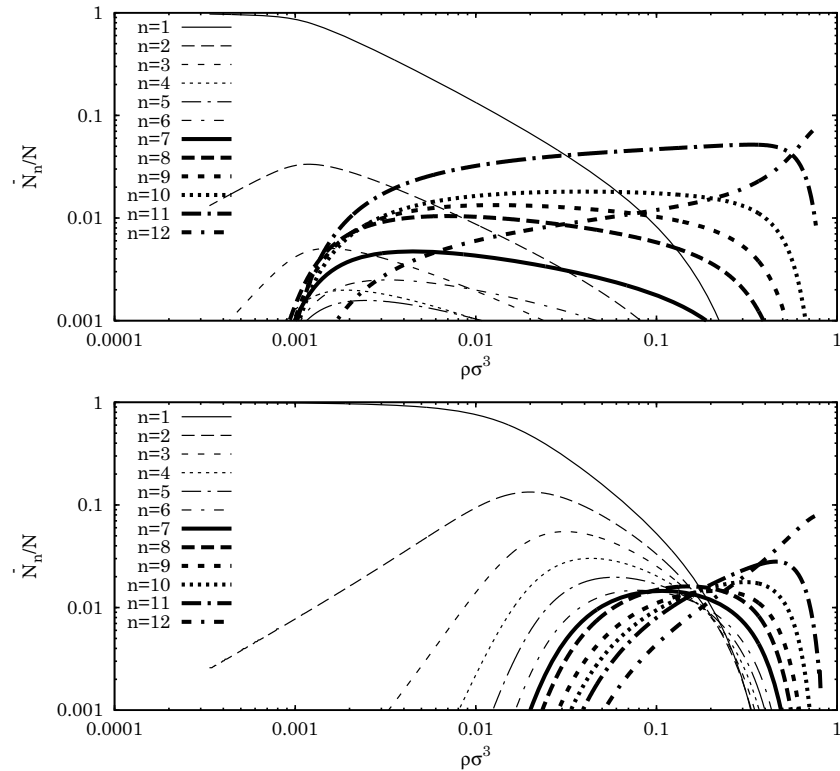 1
0.1
0.01
0.001
0.0001
0.001
0.01
0.1
1
N̄ₙ/N
ρσ³
n=1
n=2
n=3
n=4
n=5
n=6
n=7
n=8
n=9
n=10
n=11
n=12
1
0.1
0.01
0.001
0.0001
0.001
0.01
0.1
1
N̄ₙ/N
ρσ³
n=1
n=2
n=3
n=4
n=5
n=6
n=7
n=8
n=9
n=10
n=11
n=12